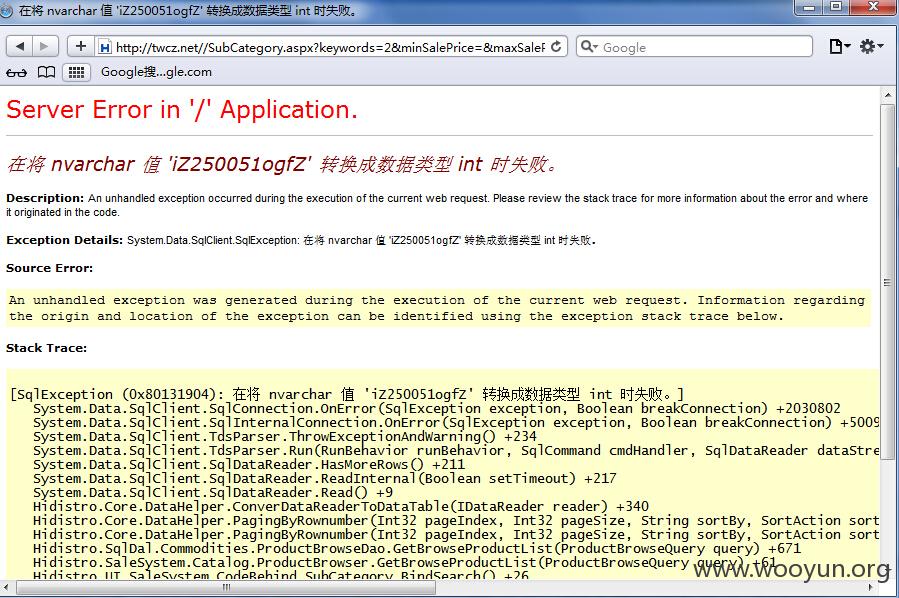 在将 nvarchar 值 'iZ250051ogfZ' 转换成数据类型 int 时失败。
http://twcz.net//SubCategory.aspx?keywords=2&minSalePrice=&maxSaleF
Google
Google搜...gle.com
Server Error in '/' Application.
在将 nvarchar 值 'iZ250051ogfZ' 转换成数据类型 int 时失败。
Description: An unhandled exception occurred during the execution of the current web request. Please review the stack trace for more information about the error and where
it originated in the code.
Exception Details: System.Data.SqlClient.SqlException: 在将 nvarchar 值 'iZ250051ogfZ' 转换成数据类型 int 时失败。
Source Error:
An unhandled exception was generated during the execution of the current web request. Information regarding
the origin and location of the exception can be identified using the exception stack trace below.
Stack Trace:
[SqlException (0x80131904): 在将 nvarchar 值 'iZ250051ogfZ' 转换成数据类型 int 时失败。]
System.Data.SqlClient.SqlConnection.OnError(SqlException exception, Boolean breakConnection) +2030802
System.Data.SqlClient.SqlInternalConnection.OnError(SqlException exception, Boolean breakConnection) +5009
System.Data.SqlClient.TdsParser.ThrowExceptionAndWarning() +234
System.Data.SqlClient.TdsParser.Run(RunBehavior runBehavior, SqlCommand cmdHandler, SqlDataReader dataStre
System.Data.SqlClient.SqlDataReader.HasMoreRows() +211
System.Data.SqlClient.SqlDataReader.ReadInternal(Boolean setTimeout) +217
System.Data.SqlClient.SqlDataReader.Read() +9
Hidistro.Core.DataHelper.ConverDataReaderToDataTable(IDataReader reader) +340
Hidistro.Core.DataHelper.PagingByRownumber(Int32 pageIndex, Int32 pageSize, String sortBy, SortAction sort
Hidistro.Core.DataHelper.PagingByRownumber(Int32 pageIndex, Int32 pageSize, String sortBy, SortAction sort
Hidistro.SqlDal.Commodities.ProductBrowseDao.GetBrowseProductList(ProductBrowseQuery query) +671
Hidistro.SaleSystem.Catalog.ProductBrowser.GetBrowseProductList(ProductBrowseQuery query) +61
Hidistro.UI.SaleSystem.CodeBehind.SubCategory.BindSearch() +26
www.wooyun.org